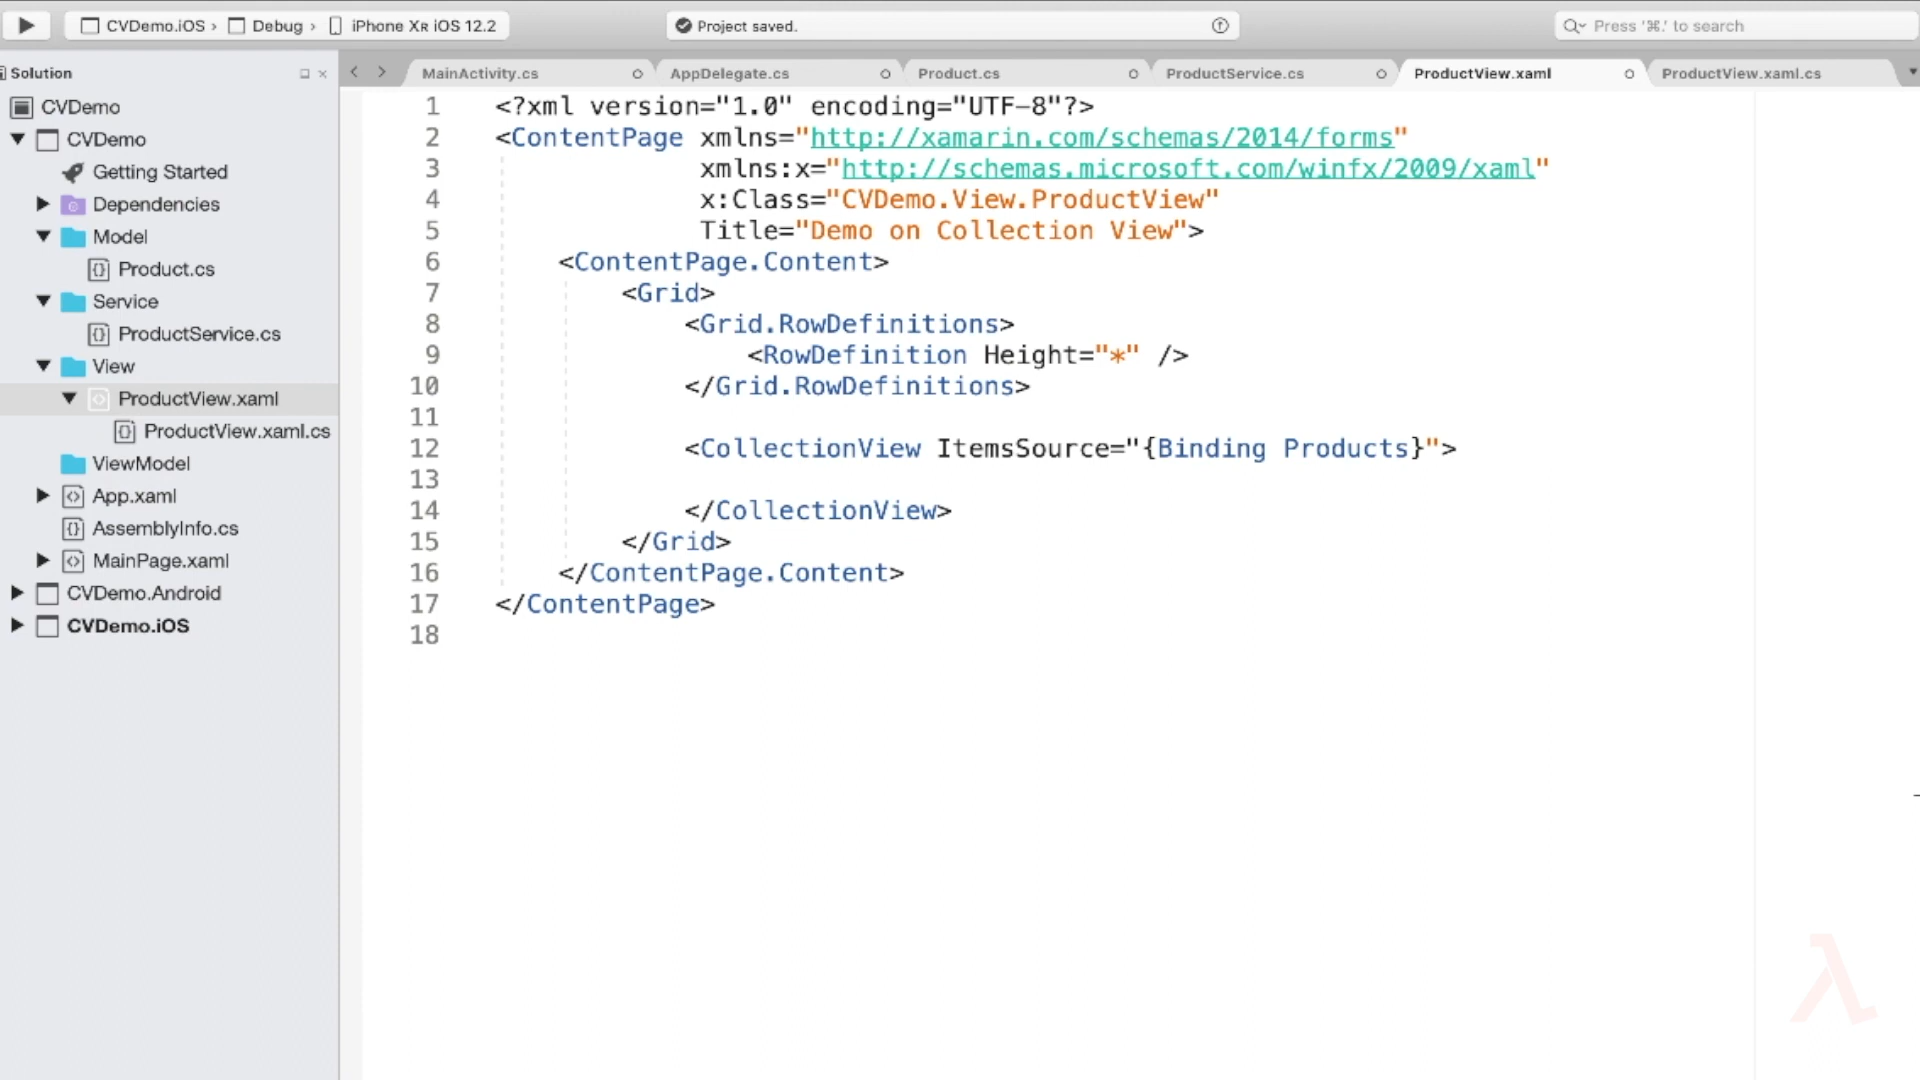 CVDemo.iOS › Debug › iPhone XR iOS 12.2
Project saved.
Press '⌘.' to search
Solution
MainActivity.cs
AppDelegate.cs
Product.cs
ProductService.cs
ProductView.xaml
ProductView.xaml.cs
CVDemo
CVDemo
Getting Started
Dependencies
Model
Product.cs
Service
ProductService.cs
View
ProductView.xaml
ProductView.xaml.cs
ViewModel
App.xaml
AssemblyInfo.cs
MainPage.xaml
CVDemo.Android
CVDemo.iOS
1 <?xml version="1.0" encoding="UTF-8"?>
2 <ContentPage xmlns="http://xamarin.com/schemas/2014/forms"
3 xmlns:x="http://schemas.microsoft.com/winfx/2009/xaml"
4 x:Class="CVDemo.View.ProductView"
5 Title="Demo on Collection View">
6 <ContentPage.Content>
7 <Grid>
8 <Grid.RowDefinitions>
9 <RowDefinition Height="*" />
10 </Grid.RowDefinitions>
11
12 <CollectionView ItemsSource="{Binding Products}">
13
14 </CollectionView>
15 </Grid>
16 </ContentPage.Content>
17 </ContentPage>
18
λ